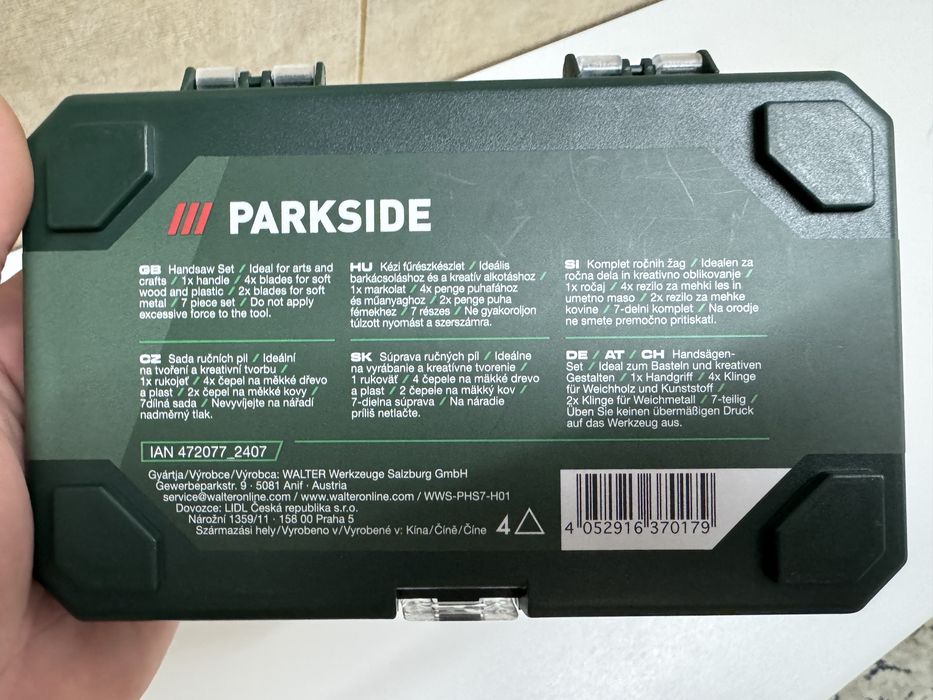 PARKSIDE
GB Handsaw Set / Ideal for arts and
crafts / 1x handle / 4x blades for soft
wood and plastic / 2x blades for soft
metal / 7 piece set / Do not apply
excessive force to the tool.
HU Kézi fűrészkészlet / Ideális
barkácsoláshoz és a kreatív alkotáshoz /
1x markolat / 4x penge puhafához
és műanyaghoz / 2x penge puha
fémekhez / 7 részes / Ne gyakoroljon
túlzott nyomást a szerszámra.
SI Komplet ročnih žag / Idealen za
ročna dela in kreativno oblikovanje /
1x ročaj / 4x rezilo za mehki les in
umetno maso / 2x rezilo za mehke
kovine / 7-delni komplet / Na orodje
ne smete premočno pritiskati.
CZ Sada ručních pil / Ideální
na tvoření a kreativní tvorbu /
1x rukojeť / 4x čepel na měkké dřevo
a plast / 2x čepel na měkké kovy /
7dílná sada / Nevyvíjejte na nářadí
nadměrný tlak.
SK Súprava ručných píl / Ideálne
na vyrábanie a kreatívne tvorenie /
1 rukoväť / 4 čepele na mäkké drevo
a plast / 2 čepele na mäkký kov /
7-dielna súprava / Na náradie
príliš netlačte.
DE / AT / CH Handsägen-
Set / Ideal zum Basteln und kreativen
Gestalten / 1x Handgriff / 4x Klinge
für Weichholz und Kunststoff /
2x Klinge für Weichmetall / 7-teilig /
Üben Sie keinen übermäßigen Druck
auf das Werkzeug aus.
IAN 472077_2407
Gyártja/Výrobce/Výrobca: WALTER Werkzeuge Salzburg GmbH
Gewerbeparkstr. 9 · 5081 Anif · Austria
service@walteronline.com / www.walteronline.com / WWS-PHS7-H01
Dovozce: LIDL Česká republika s.r.o.
Nárožní 1359/11 · 158 00 Praha 5
Származási hely/Vyrobeno v/Vyrobené v: Kína/Číně/Číne
4
4 052916 370179